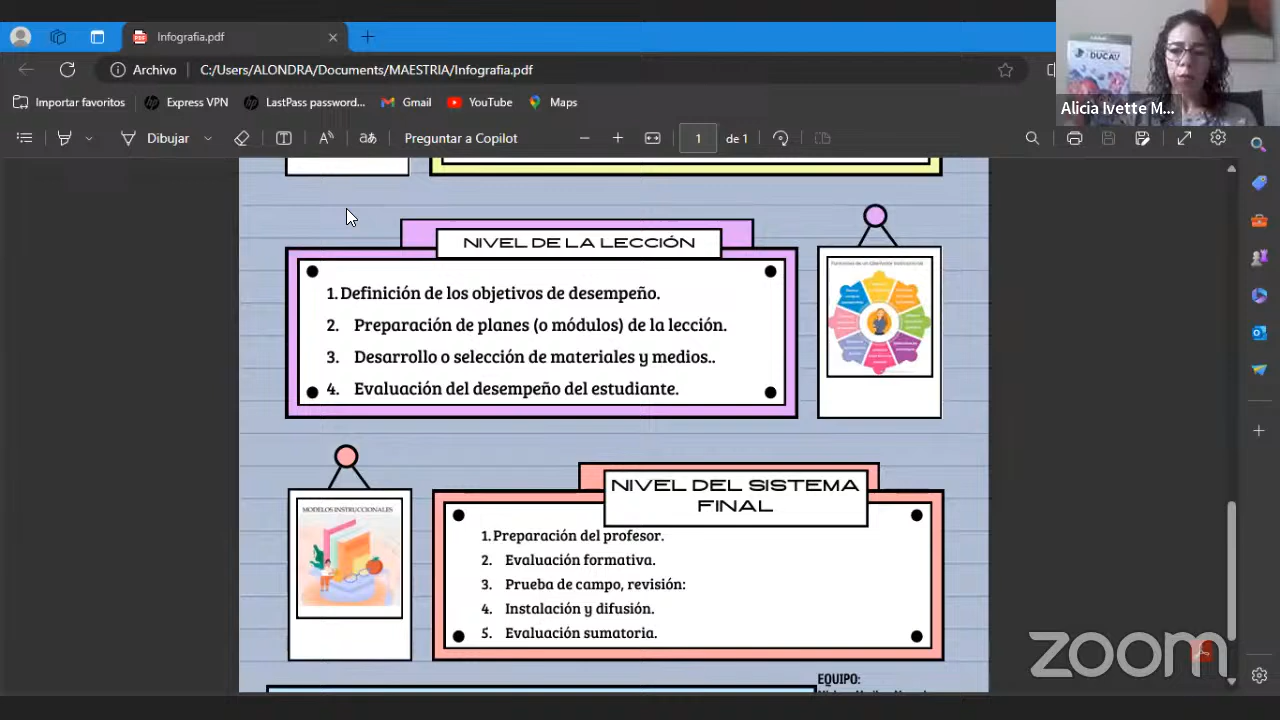 Infografia.pdf
Archivo C:/Users/ALONDRA/Documents/MAESTRIA/Infografia.pdf
Importar favoritos Express VPN LastPass password... Gmail YouTube Maps
Dibujar Preguntar a Copilot 1 de 1
Alicia Ivette M...
NIVEL DE LA LECCIÓN
1. Definición de los objetivos de desempeño.
2. Preparación de planes (o módulos) de la lección.
3. Desarrollo o selección de materiales y medios..
4. Evaluación del desempeño del estudiante.
NIVEL DEL SISTEMA
FINAL
MODELOS INSTRUCCIONALES
1. Preparación del profesor.
2. Evaluación formativa.
3. Prueba de campo, revisión:
4. Instalación y difusión.
5. Evaluación sumatoria.
EQUIPO:
zoom